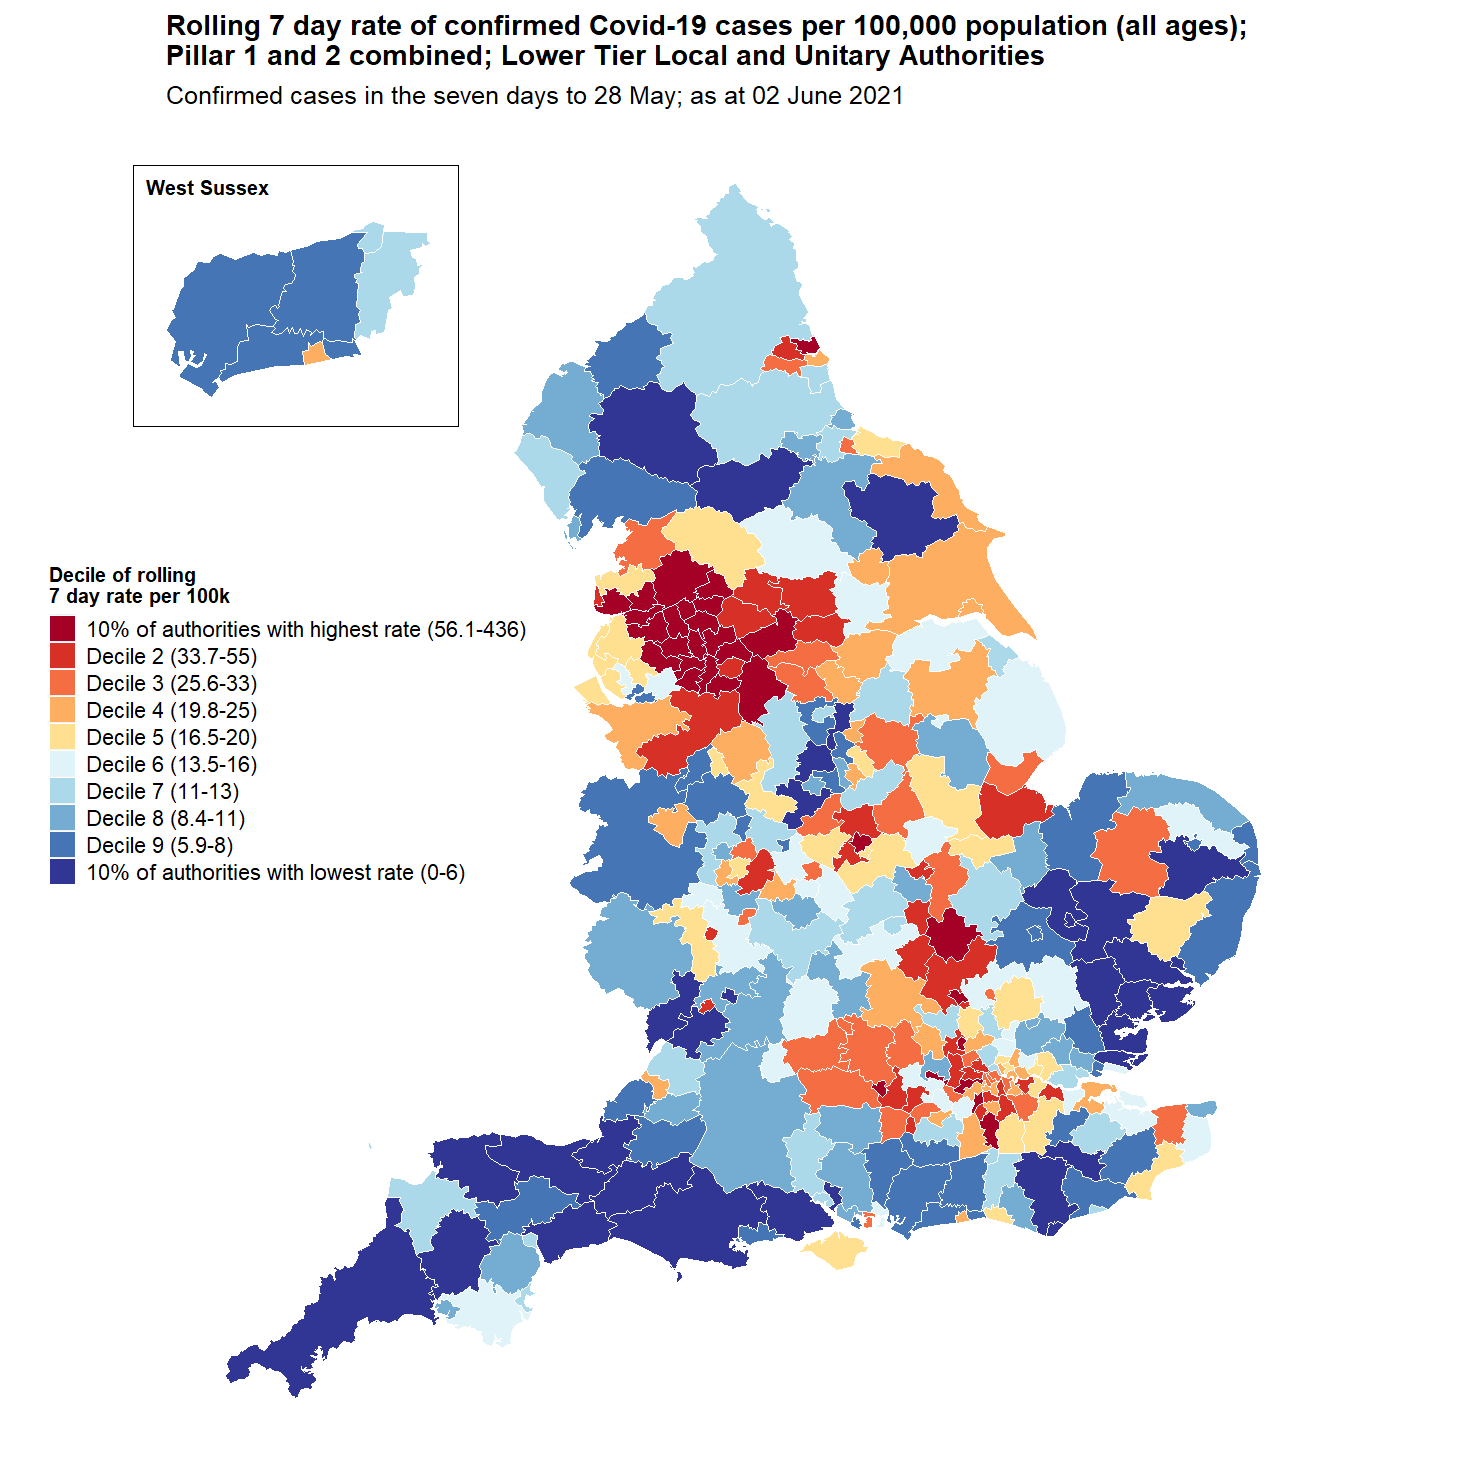 Rolling 7 day rate of confirmed Covid-19 cases per 100,000 population (all ages);
Pillar 1 and 2 combined; Lower Tier Local and Unitary Authorities
Confirmed cases in the seven days to 28 May; as at 02 June 2021
West Sussex
Decile of rolling
7 day rate per 100k
10% of authorities with highest rate (56.1-436)
Decile 2 (33.7-55)
Decile 3 (25.6-33)
Decile 4 (19.8-25)
Decile 5 (16.5-20)
Decile 6 (13.5-16)
Decile 7 (11-13)
Decile 8 (8.4-11)
Decile 9 (5.9-8)
10% of authorities with lowest rate (0-6)